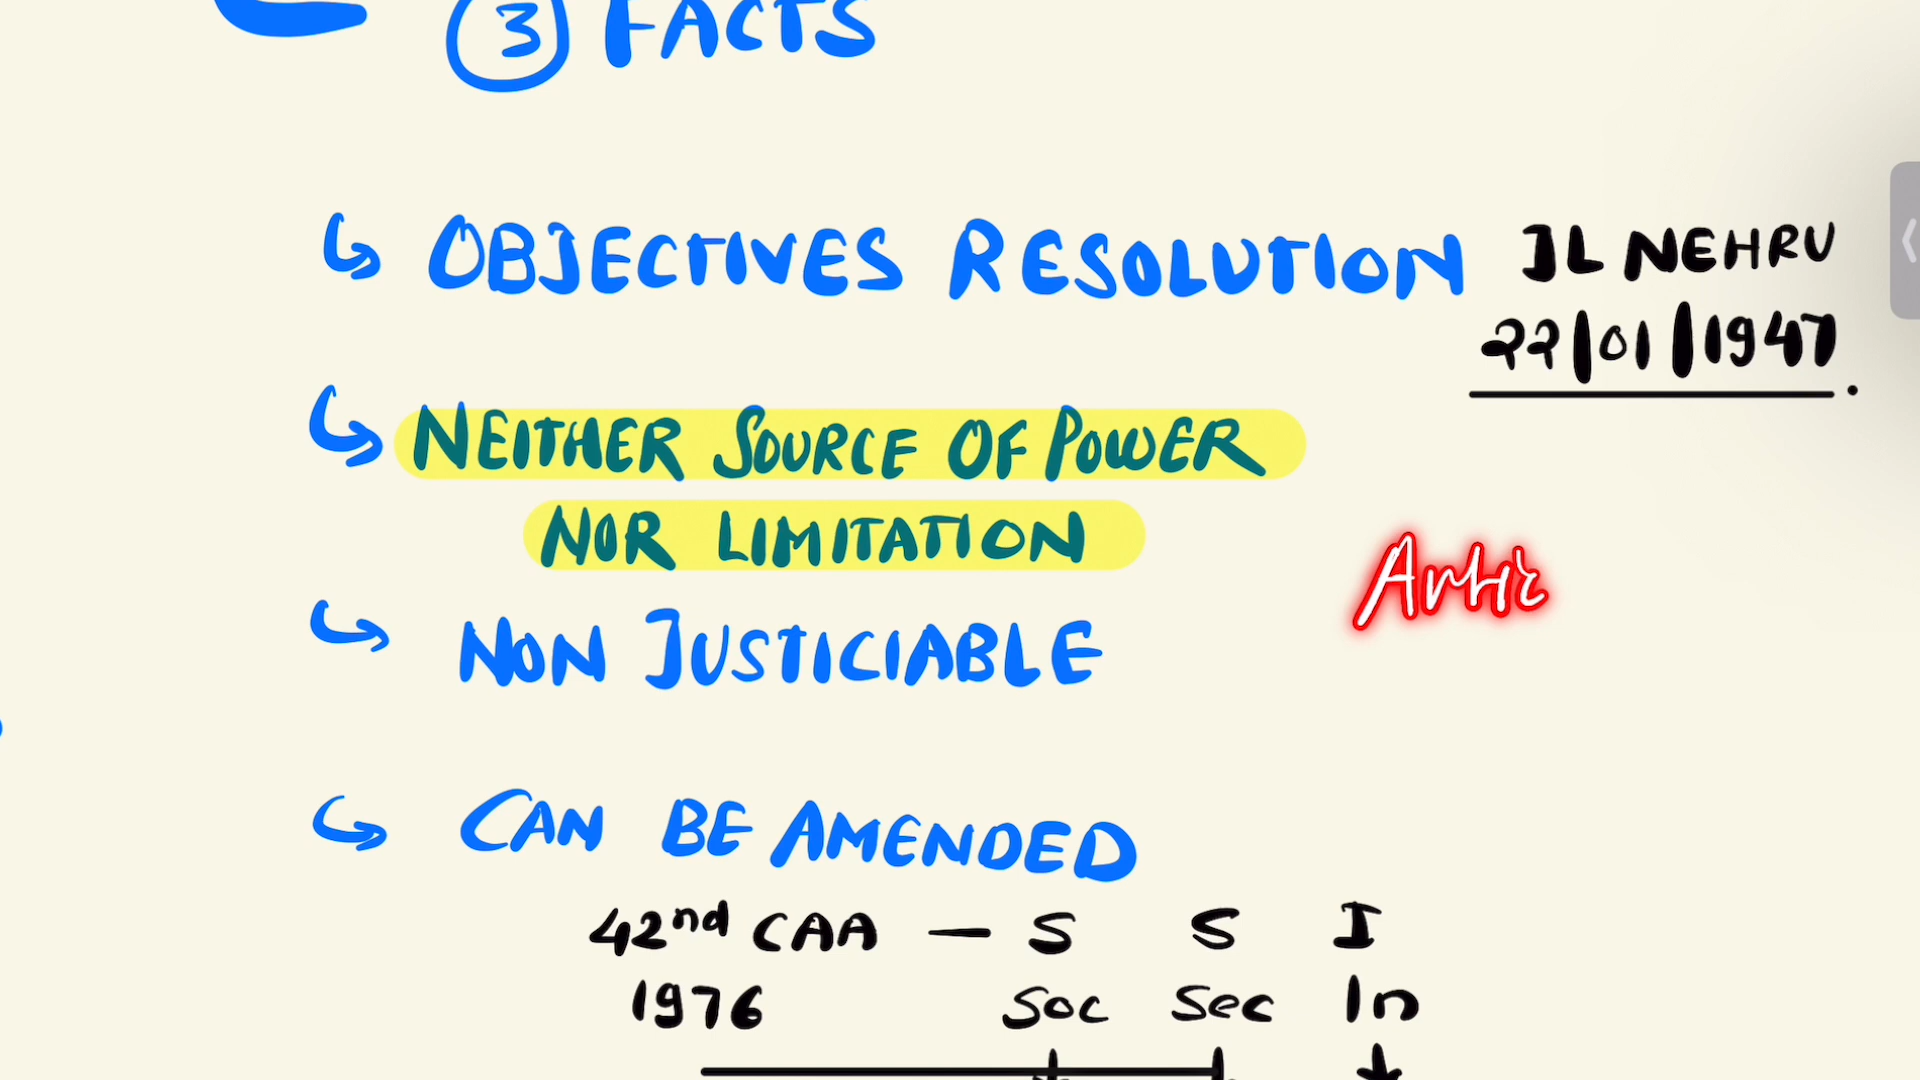 3 FACTS
OBJECTIVES RESOLUTION JL NEHRU
22/01/1947.
NEITHER SOURCE OF POWER
NOR LIMITATION
Artic
NON JUSTICIABLE
CAN BE AMENDED
42nd CAA - S S I
1976 Soc Sec In